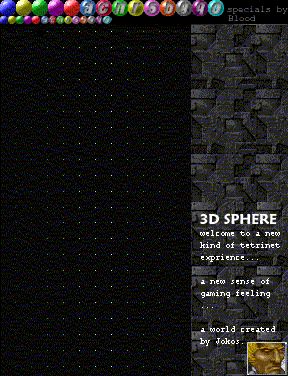 a c n r s b g q o
specials by
Blood
3D SPHERE
welcome to a new
kind of tetrinet
exprience...
a new sense of
gaming feeling
...
a world created
by Jokos.